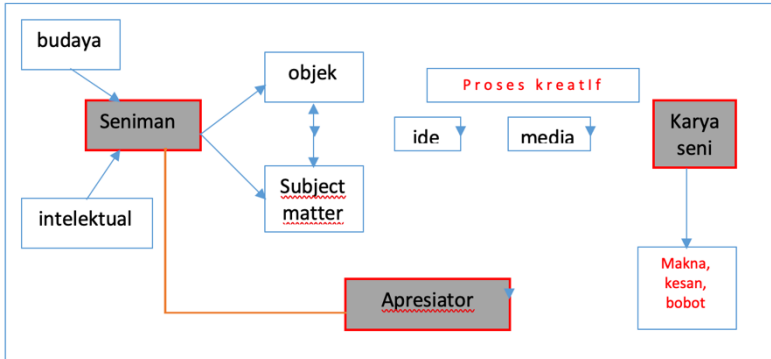 budaya
Seniman
intelektual
objek
Subject
matter
Proses kreatIf
ide
media
Karya
seni
Makna,
kesan,
bobot
Apresiator